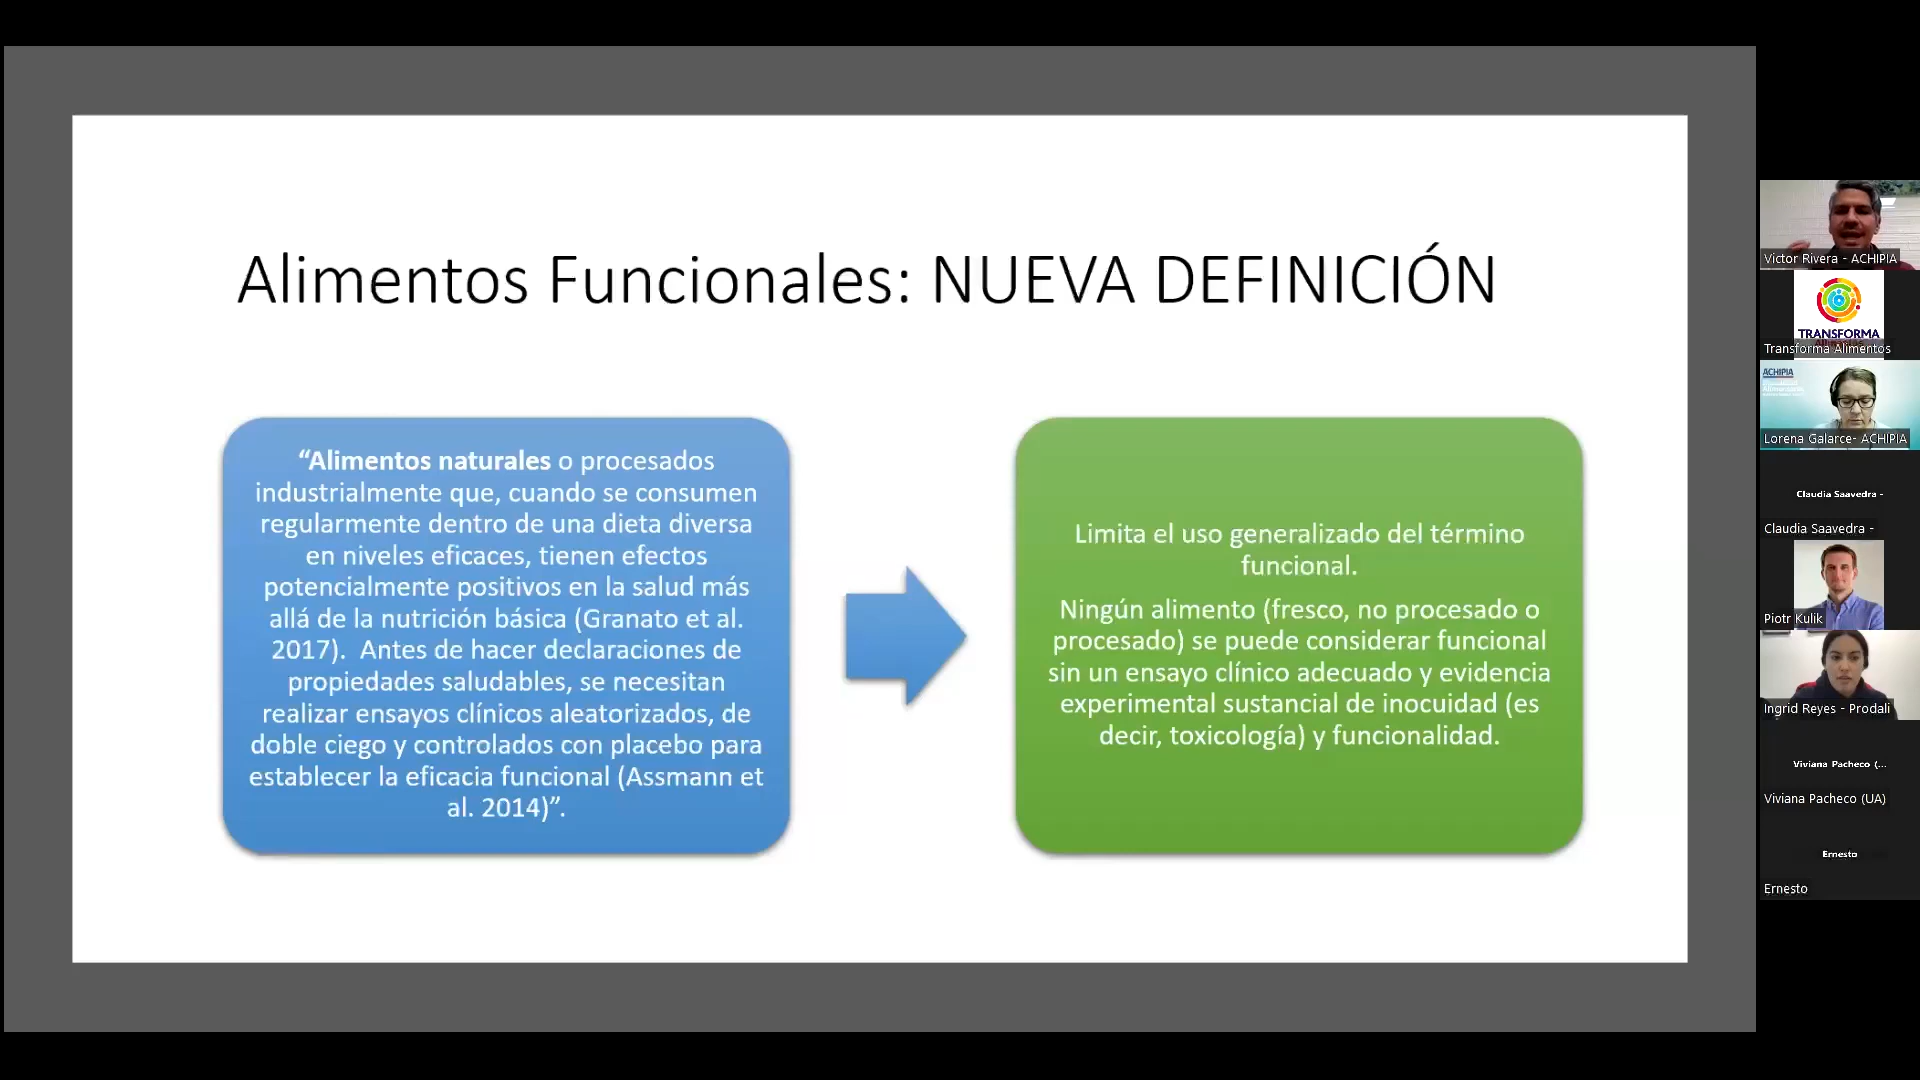 Alimentos Funcionales: NUEVA DEFINICIÓN
“Alimentos naturales o procesados
industrialmente que, cuando se consumen
regularmente dentro de una dieta diversa
en niveles eficaces, tienen efectos
potencialmente positivos en la salud más
allá de la nutrición básica (Granato et al.
2017).  Antes de hacer declaraciones de
propiedades saludables, se necesitan
realizar ensayos clínicos aleatorizados, de
doble ciego y controlados con placebo para
establecer la eficacia funcional (Assmann et
al. 2014)”.
Limita el uso generalizado del término
funcional.
Ningún alimento (fresco, no procesado o
procesado) se puede considerar funcional
sin un ensayo clínico adecuado y evidencia
experimental sustancial de inocuidad (es
decir, toxicología) y funcionalidad.
Victor Rivera - ACHIPIA
TRANSFORMA
Transforma Alimentos
ACHIPIA
Lorena Galarce- ACHIPIA
Claudia Saavedra -
Claudia Saavedra -
Piotr Kulik
Ingrid Reyes - Prodali
Viviana Pacheco (...
Viviana Pacheco (UA)
Ernesto
Ernesto